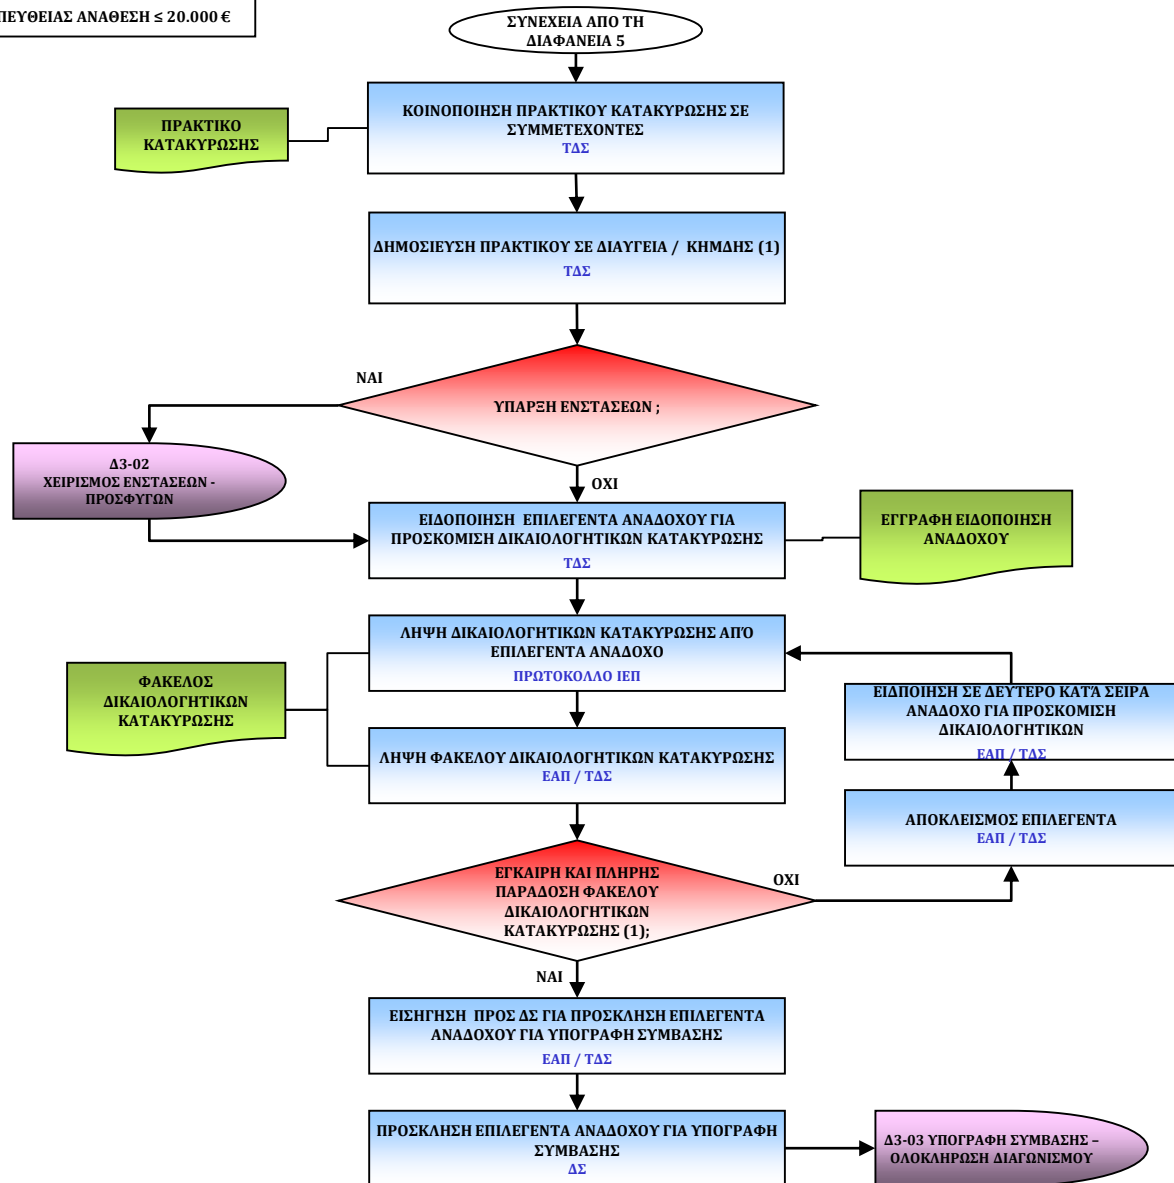 ΠΕΥΘΕΙΑΣ ΑΝΑΘΕΣΗ ≤ 20.000 €
ΣΥΝΕΧΕΙΑ ΑΠΟ ΤΗ
ΔΙΑΦΑΝΕΙΑ 5
ΚΟΙΝΟΠΟΙΗΣΗ ΠΡΑΚΤΙΚΟΥ ΚΑΤΑΚΥΡΩΣΗΣ ΣΕ
ΣΥΜΜΕΤΕΧΟΝΤΕΣ
ΤΔΣ
ΠΡΑΚΤΙΚΟ
ΚΑΤΑΚΥΡΩΣΗΣ
ΔΗΜΟΣΙΕΥΣΗ ΠΡΑΚΤΙΚΟΥ ΣΕ ΔΙΑΥΓΕΙΑ / ΚΗΜΔΗΣ (1)
ΤΔΣ
ΝΑΙ
ΥΠΑΡΞΗ ΕΝΣΤΑΣΕΩΝ ;
Δ3-02
ΧΕΙΡΙΣΜΟΣ ΕΝΣΤΑΣΕΩΝ -
ΠΡΟΣΦΥΓΩΝ
ΟΧΙ
ΕΙΔΟΠΟΙΗΣΗ ΕΠΙΛΕΓΕΝΤΑ ΑΝΑΔΟΧΟΥ ΓΙΑ
ΠΡΟΣΚΟΜΙΣΗ ΔΙΚΑΙΟΛΟΓΗΤΙΚΩΝ ΚΑΤΑΚΥΡΩΣΗΣ
ΤΔΣ
ΕΓΓΡΑΦΗ ΕΙΔΟΠΟΙΗΣΗ
ΑΝΑΔΟΧΟΥ
ΛΗΨΗ ΔΙΚΑΙΟΛΟΓΗΤΙΚΩΝ ΚΑΤΑΚΥΡΩΣΗΣ ΑΠΌ
ΕΠΙΛΕΓΕΝΤΑ ΑΝΑΔΟΧΟ
ΠΡΩΤΟΚΟΛΛΟ ΙΕΠ
ΦΑΚΕΛΟΣ
ΔΙΚΑΙΟΛΟΓΗΤΙΚΩΝ
ΚΑΤΑΚΥΡΩΣΗΣ
ΕΙΔΠΟΙΗΣΗ ΣΕ ΔΕΥΤΕΡΟ ΚΑΤΆ ΣΕΙΡΑ
ΑΝΑΔΟΧΟ ΓΙΑ ΠΡΟΣΚΟΜΙΣΗ
ΔΙΚΑΙΟΛΟΓΗΤΙΚΩΝ
ΕΑΠ / ΤΔΣ
ΛΗΨΗ ΦΑΚΕΛΟΥ ΔΙΚΑΙΟΛΟΓΗΤΙΚΩΝ ΚΑΤΑΚΥΡΩΣΗΣ
ΕΑΠ / ΤΔΣ
ΑΠΟΚΛΕΙΣΜΟΣ ΕΠΙΛΕΓΕΝΤΑ
ΕΑΠ / ΤΔΣ
ΕΓΚΑΙΡΗ ΚΑΙ ΠΛΗΡΗΣ
ΠΑΡΑΔΟΣΗ ΦΑΚΕΛΟΥ
ΔΙΚΑΙΟΛΟΓΗΤΙΚΩΝ
ΚΑΤΑΚΥΡΩΣΗΣ (1);
ΟΧΙ
ΝΑΙ
ΕΙΣΗΓΗΣΗ ΠΡΟΣ ΔΣ ΓΙΑ ΠΡΟΣΚΛΗΣΗ ΕΠΙΛΕΓΕΝΤΑ
ΑΝΑΔΟΧΟΥ ΓΙΑ ΥΠΟΓΡΑΦΗ ΣΥΜΒΑΣΗΣ
ΕΑΠ / ΤΔΣ
ΠΡΟΣΚΛΗΣΗ ΕΠΙΛΕΓΕΝΤΑ ΑΝΑΔΟΧΟΥ ΓΙΑ ΥΠΟΓΡΑΦΗ
ΣΥΜΒΑΣΗΣ
ΔΣ
Δ3-03 ΥΠΟΓΡΑΦΗ ΣΥΜΒΑΣΗΣ –
ΟΛΟΚΛΗΡΩΣΗ ΔΙΑΓΩΝΙΣΜΟΥ